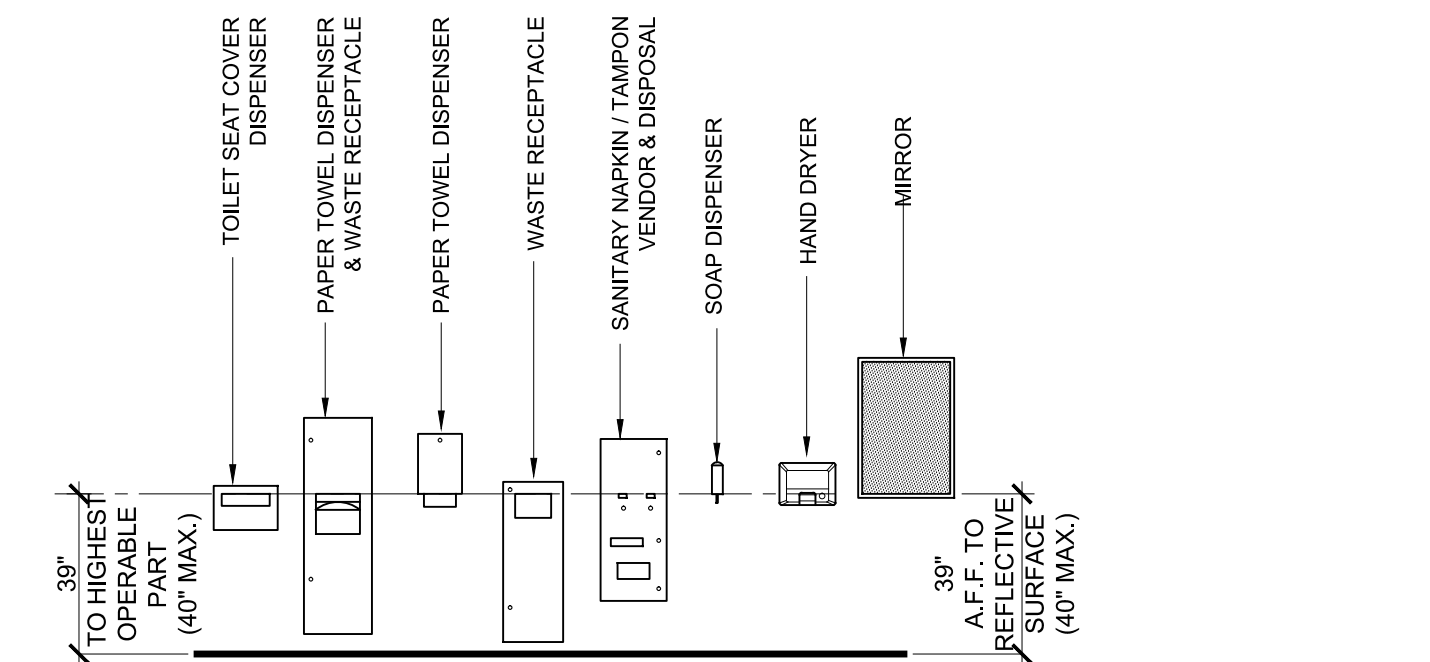 TOILET SEAT COVER
DISPENSER
PAPER TOWEL DISPENSER
& WASTE RECEPTACLE
PAPER TOWEL DISPENSER
WASTE RECEPTACLE
SANITARY NAPKIN / TAMPON
VENDOR & DISPOSAL
SOAP DISPENSER
HAND DRYER
MIRROR
39"
TO HIGHEST
OPERABLE
PART
(40" MAX.)
39"
A.F.F. TO
REFLECTIVE
SURFACE
(40" MAX.)